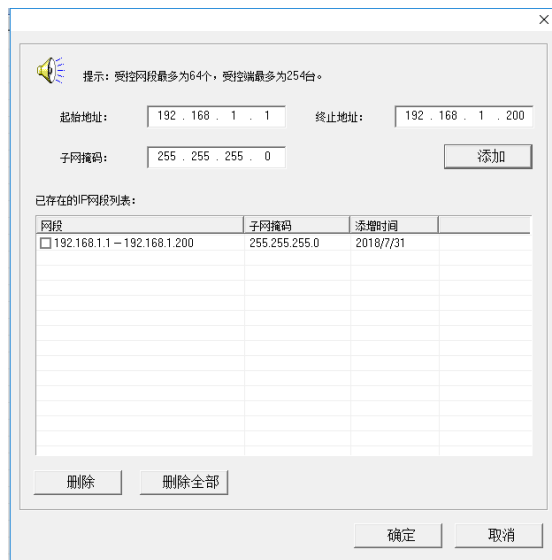 提示：受控网段最多为64个，受控端最多为254台。
起始地址： 192 . 168 . 1 . 1 终止地址： 192 . 168 . 1 . 200
子网掩码： 255 . 255 . 255 . 0 添加
已存在的IP网段列表：
网段 子网掩码 添增时间
192.168.1.1－192.168.1.200 255.255.255.0 2018/7/31
删除 删除全部
确定 取消